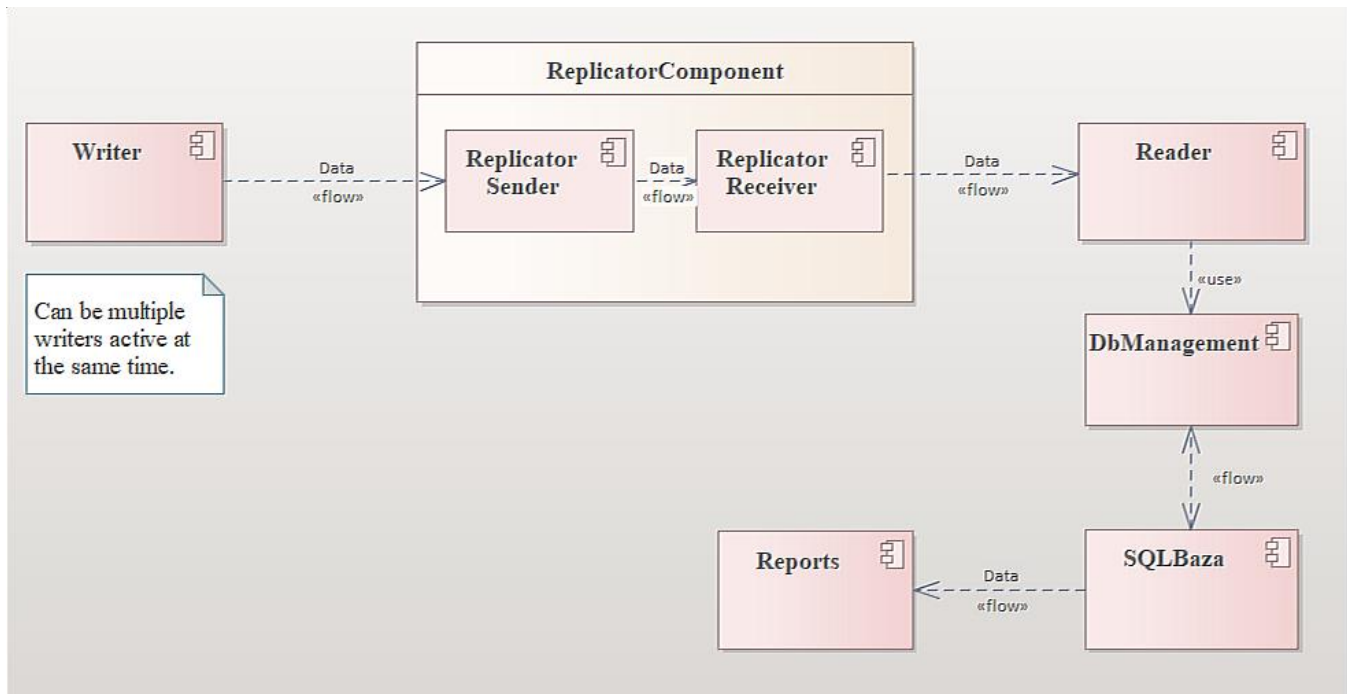 ReplicatorComponent
Writer
Data
«flow»
Replicator
Sender
Data
«flow»
Replicator
Receiver
Data
«flow»
Reader
Can be multiple
writers active at
the same time.
«use»
DbManagement
«flow»
Reports
Data
«flow»
SQLBaza